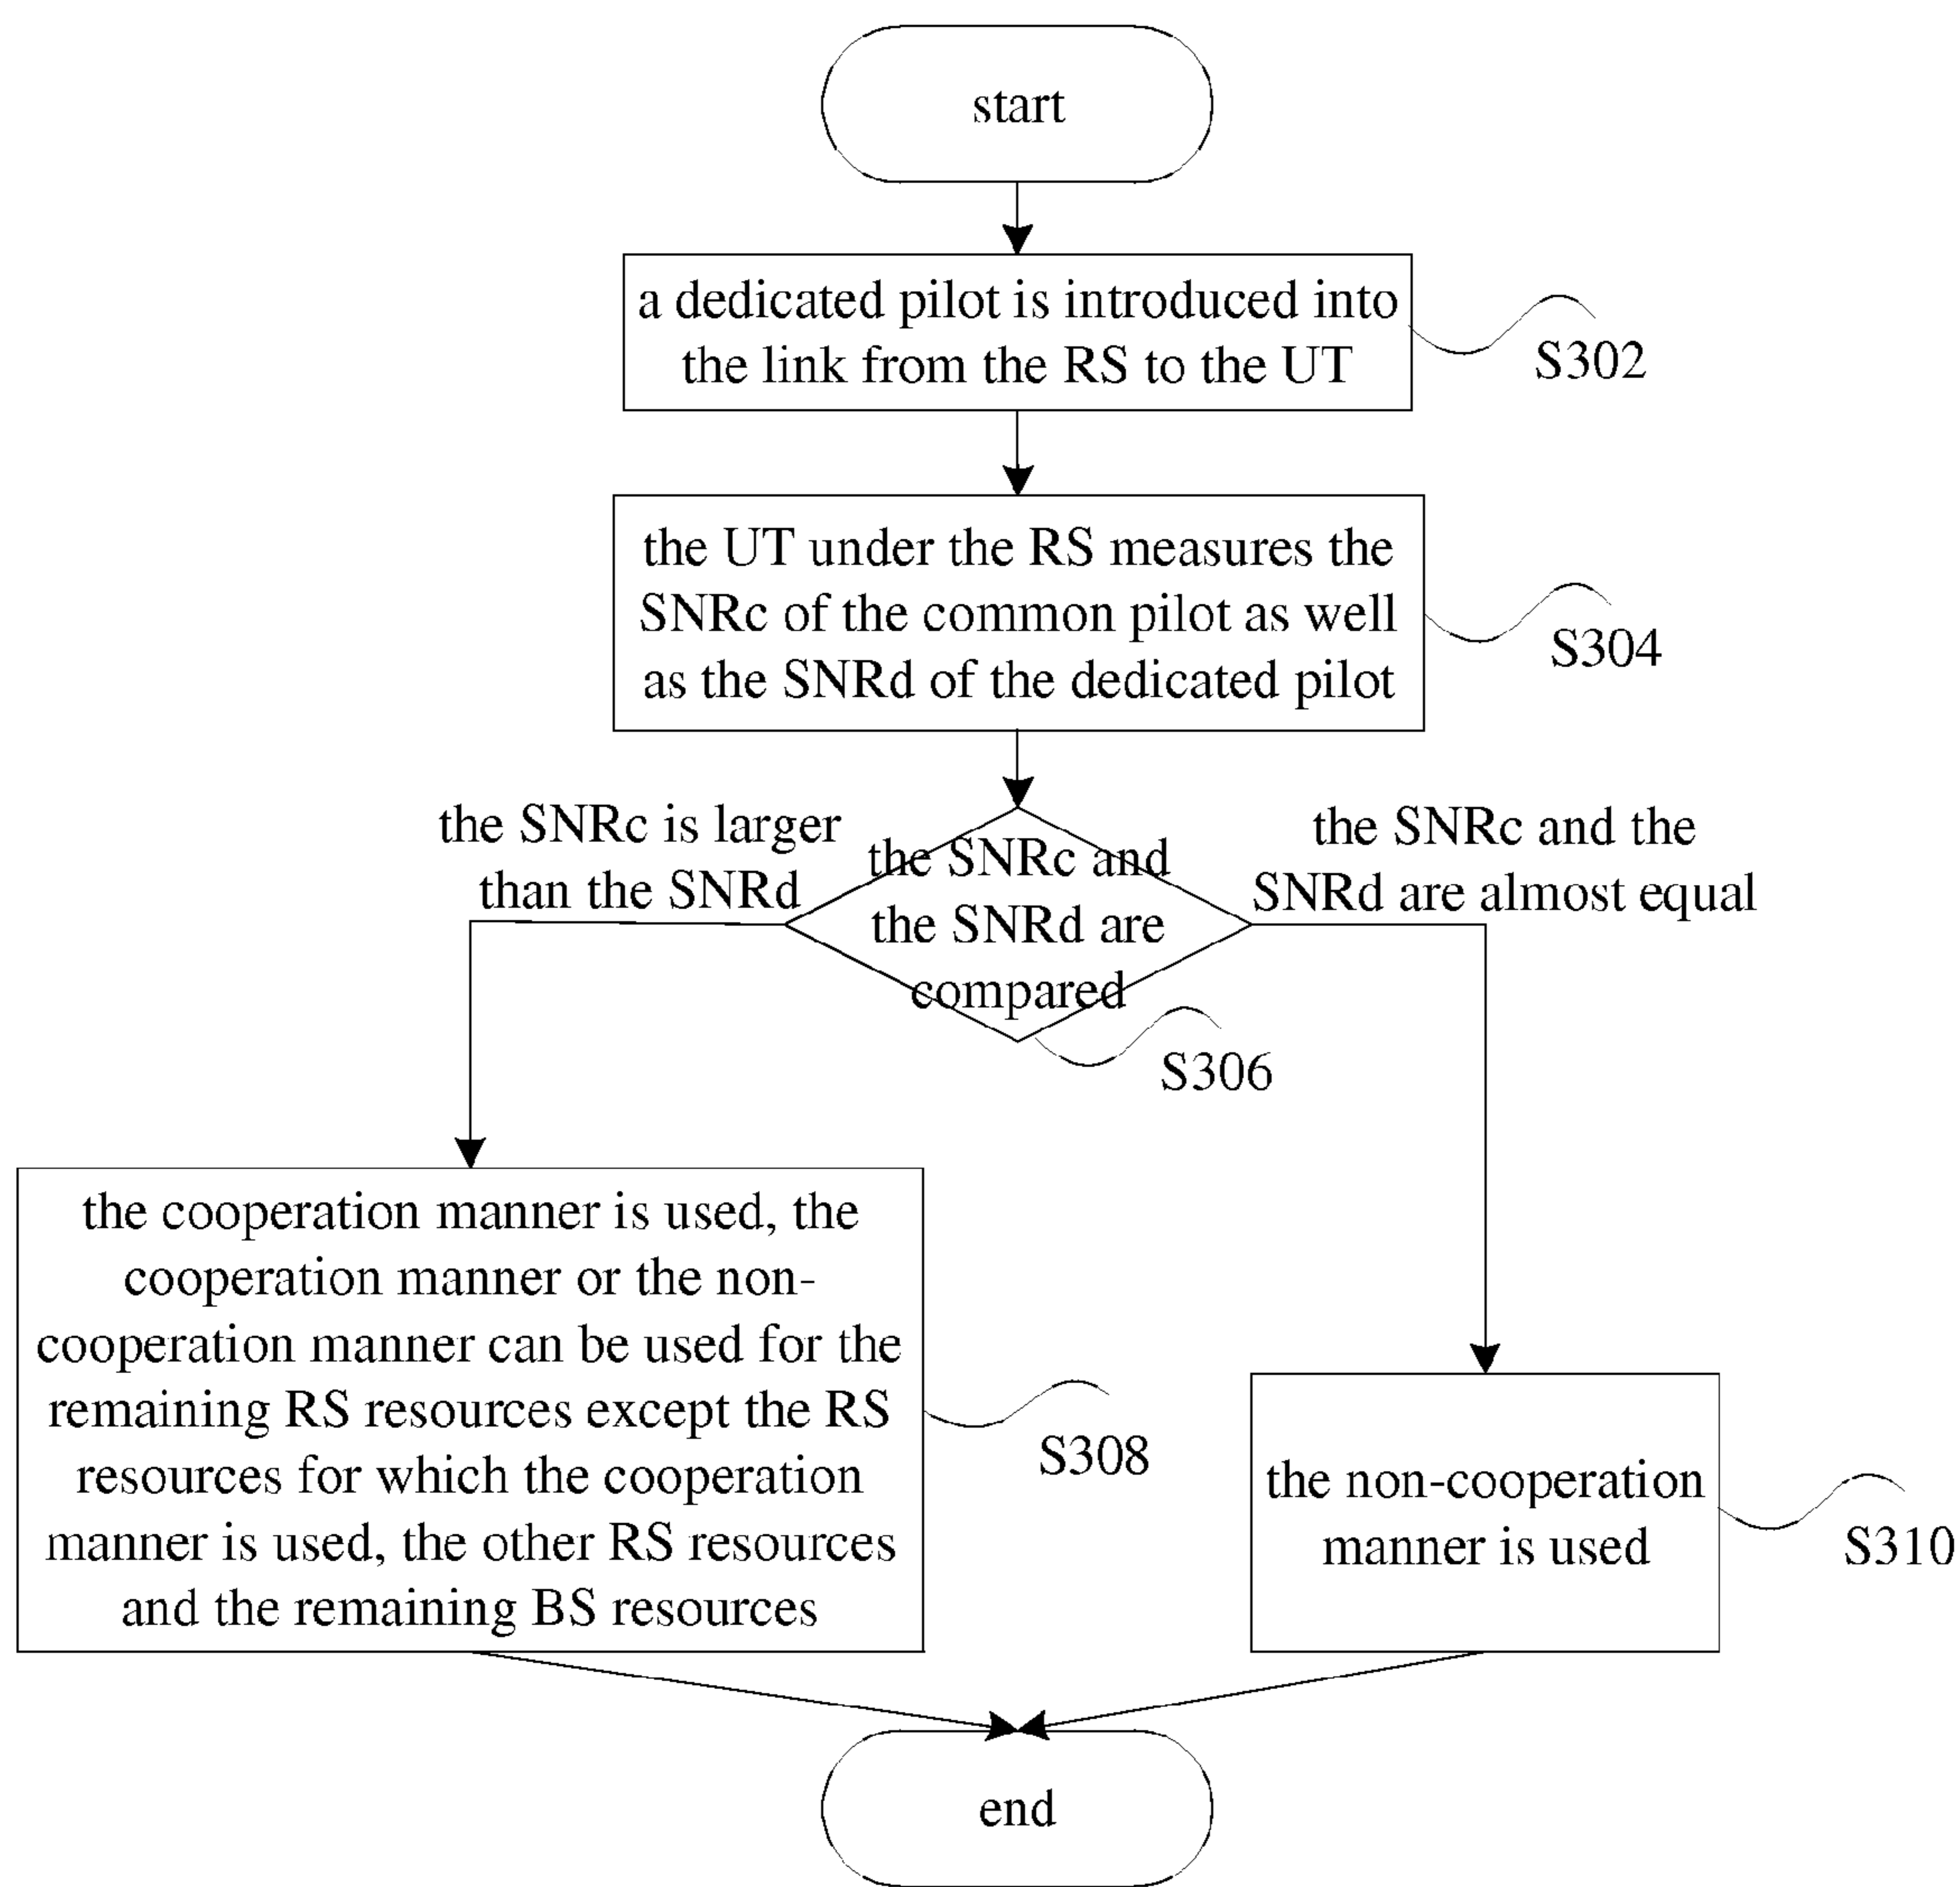 start
a dedicated pilot is introduced into
the link from the RS to the UT
S302
the UT under the RS measures the
SNRc of the common pilot as well
as the SNRd of the dedicated pilot
S304
the SNRc is larger
than the SNRd
the SNRc and
the SNRd are
compared
the SNRc and the
SNRd are almost equal
S306
the cooperation manner is used, the
cooperation manner or the non-
cooperation manner can be used for the
remaining RS resources except the RS
resources for which the cooperation
manner is used, the other RS resources
and the remaining BS resources
S308
the non-cooperation
manner is used
S310
end